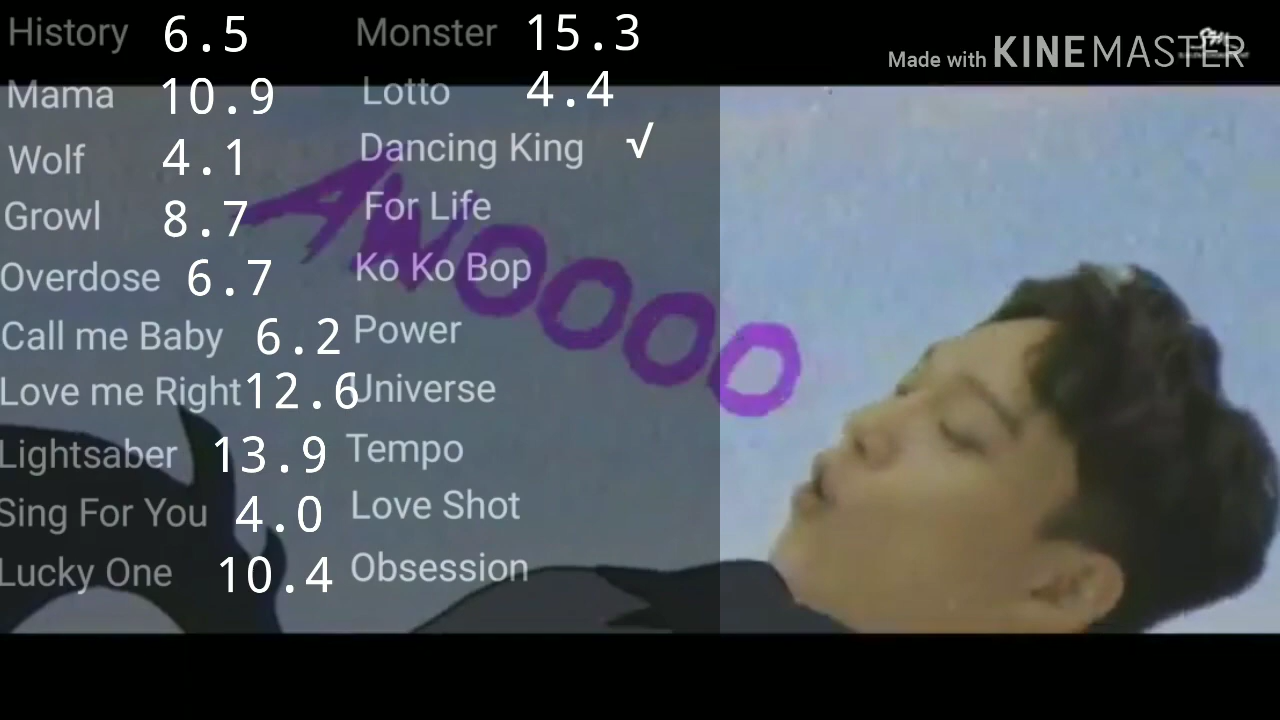 History 6.5
Mama 10.9
Wolf 4.1
Growl 8.7
Overdose 6.7
Call me Baby 6.2
Love me Right 12.6
Lightsaber 13.9
Sing For You 4.0
Lucky One 10.4
Monster 15.3
Lotto 4.4
Dancing King √
For Life
Ko Ko Bop
Power
Universe
Tempo
Love Shot
Obsession
AWOOOO
Made with KINEMASTER